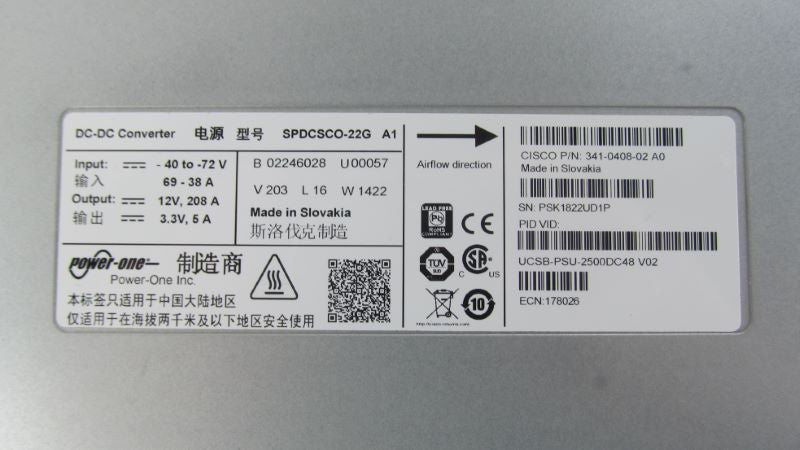 DC-DC Converter 电源 型号 SPDCSCO-22G A1
Input: - 40 to -72 V
输入 69 - 38 A
Output: 12V, 208 A
输出 3.3V, 5 A
B 02246028 U00057
V 203 L 16 W 1422
Made in Slovakia
斯洛伐克制造
power-one 制造商
Power-One Inc.
本标签只适用于中国大陆地区
仅适用于在海拔两千米及以下地区安全使用
Airflow direction
LEAD FREE
Pb
RoHS
COMPLIANT
CE
TUV
C SA US
10
CISCO P/N: 341-0408-02 A0
Made in Slovakia
SN: PSK1822UD1P
PID VID:
UCSB-PSU-2500DC48 V02
ECN:178026